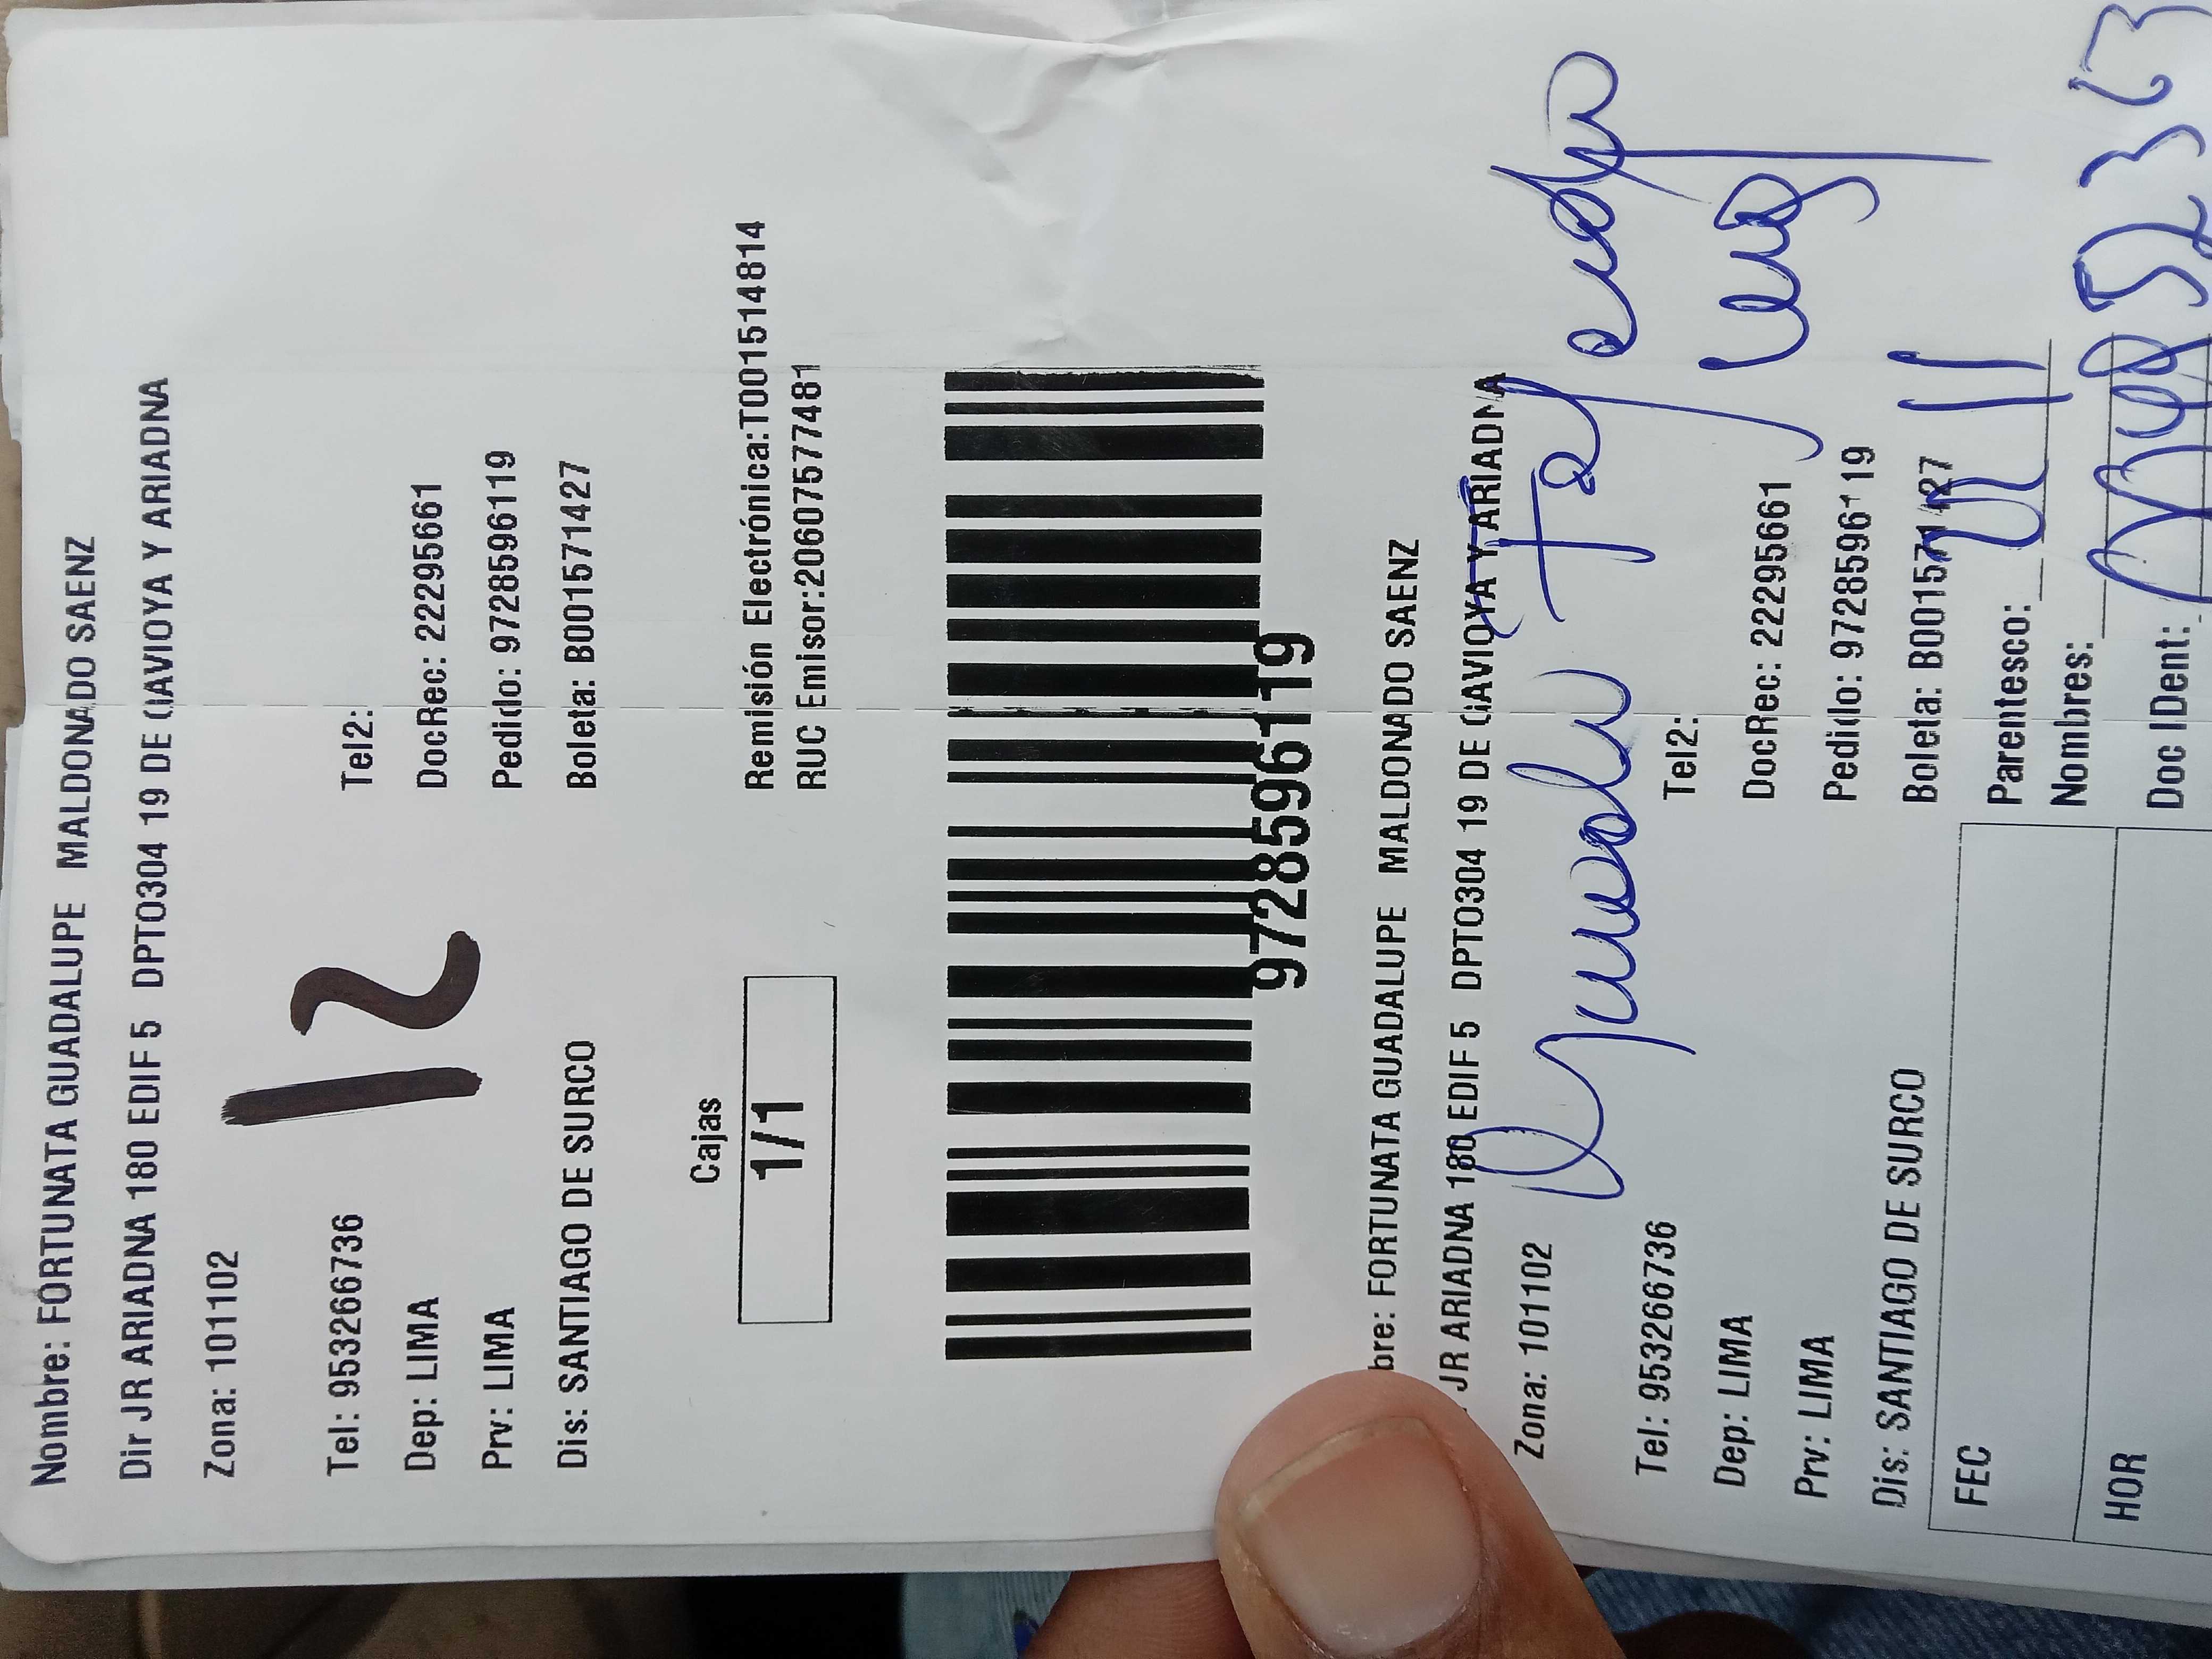 Nombre: FORTUNATA GUADALUPE MALDONADO SAENZ
Dir JR ARIADNA 180 EDIF 5 DPTO304 19 DE GAVIOYA Y ARIADNA
Zona: 101102
12
Tel: 953266736 Tel2:
Dep: LIMA DocRec: 22295661
Prv: LIMA Pedido: 9728596119
Dis: SANTIAGO DE SURCO Boleta: B001571427
Cajas Remisión Electrónica:T001514814
1/1 RUC Emisor:20607577481
9728596119
bre: FORTUNATA GUADALUPE MALDONADO SAENZ
JR ARIADNA 180 EDIF 5 DPTO304 19 DE GAVIOYA Y ARIADNA
Zona: 101102
Tel: 953266736 Tel2:
Dep: LIMA DocRec: 22295661
Prv: LIMA Pedido: 9728596119
Dis: SANTIAGO DE SURCO Boleta: B001571427
FEC Parentesco:
Nombres:
HOR Doc IDent: